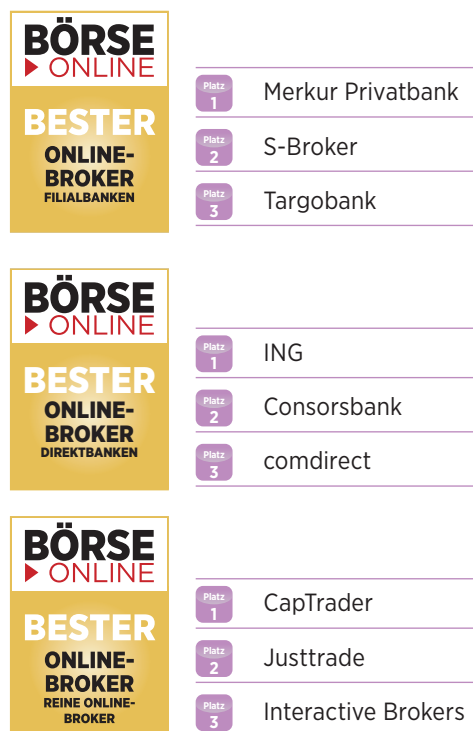 BÖRSE
ONLINE
BESTER
ONLINE-
BROKER
FILIALBANKEN
Platz
1
Merkur Privatbank
Platz
2
S-Broker
Platz
3
Targobank
BÖRSE
ONLINE
BESTER
ONLINE-
BROKER
DIREKTBANKEN
Platz
1
ING
Platz
2
Consorsbank
Platz
3
comdirect
BÖRSE
ONLINE
BESTER
ONLINE-
BROKER
REINE ONLINE-
BROKER
Platz
1
CapTrader
Platz
2
Justtrade
Platz
3
Interactive Brokers